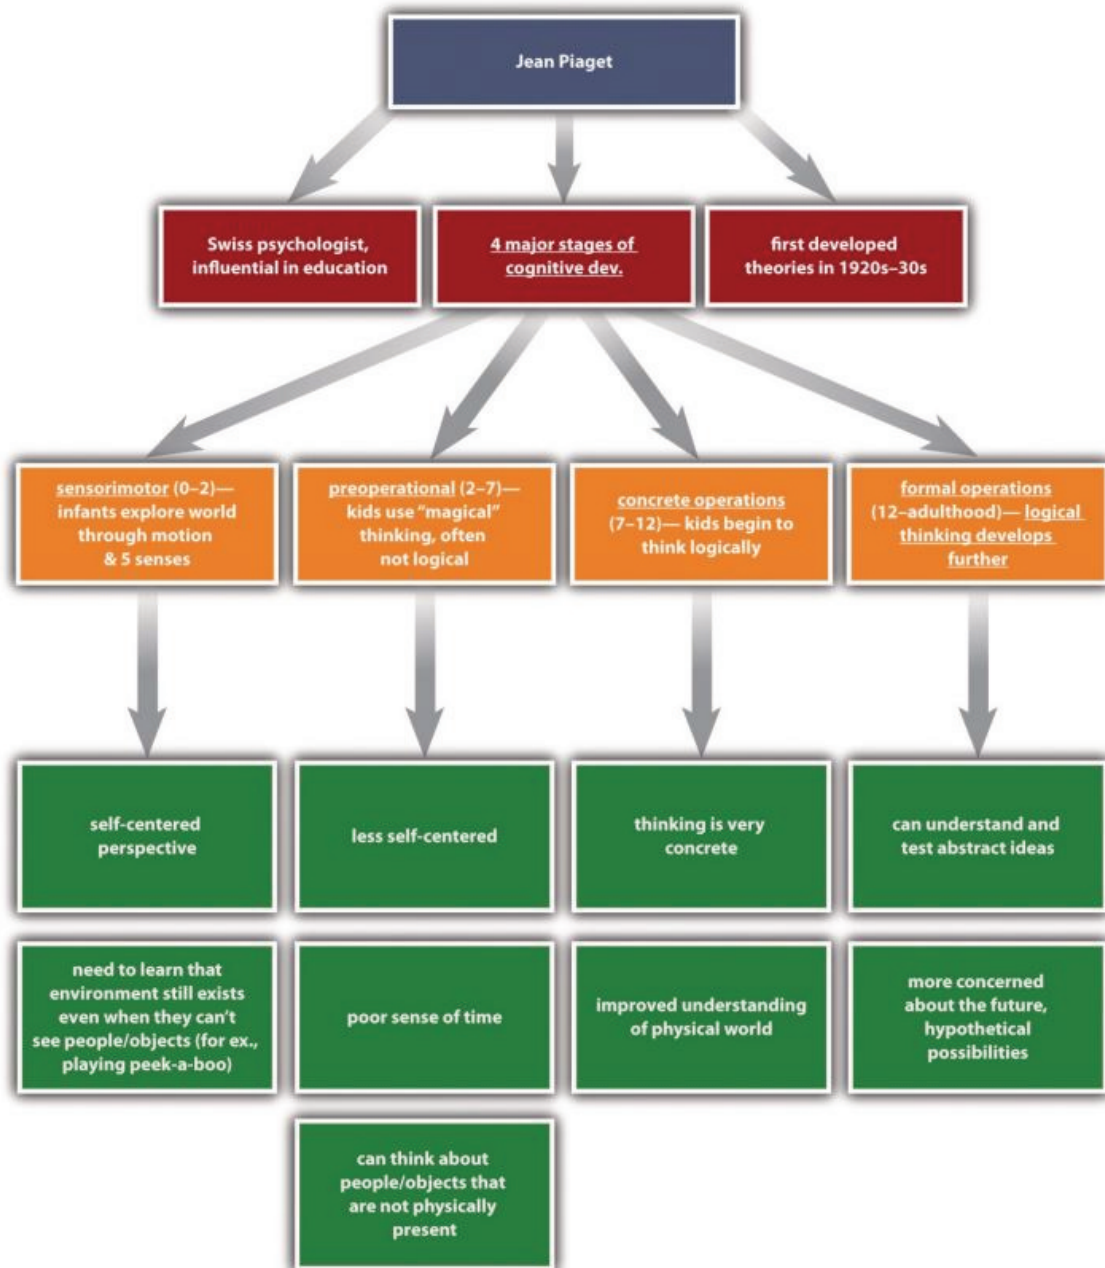 Jean Piaget
Swiss psychologist,
influential in education
4 major stages of
cognitive dev.
first developed
theories in 1920s–30s
sensorimotor (0–2)—
infants explore world
through motion
& 5 senses
preoperational (2–7)—
kids use “magical”
thinking, often
not logical
concrete operations
(7–12)— kids begin to
think logically
formal operations
(12–adulthood)— logical
thinking develops
further
self-centered
perspective
less self-centered
thinking is very
concrete
can understand and
test abstract ideas
need to learn that
environment still exists
even when they can’t
see people/objects (for ex.,
playing peek-a-boo)
poor sense of time
improved understanding
of physical world
more concerned
about the future,
hypothetical
possibilities
can think about
people/objects that
are not physically
present